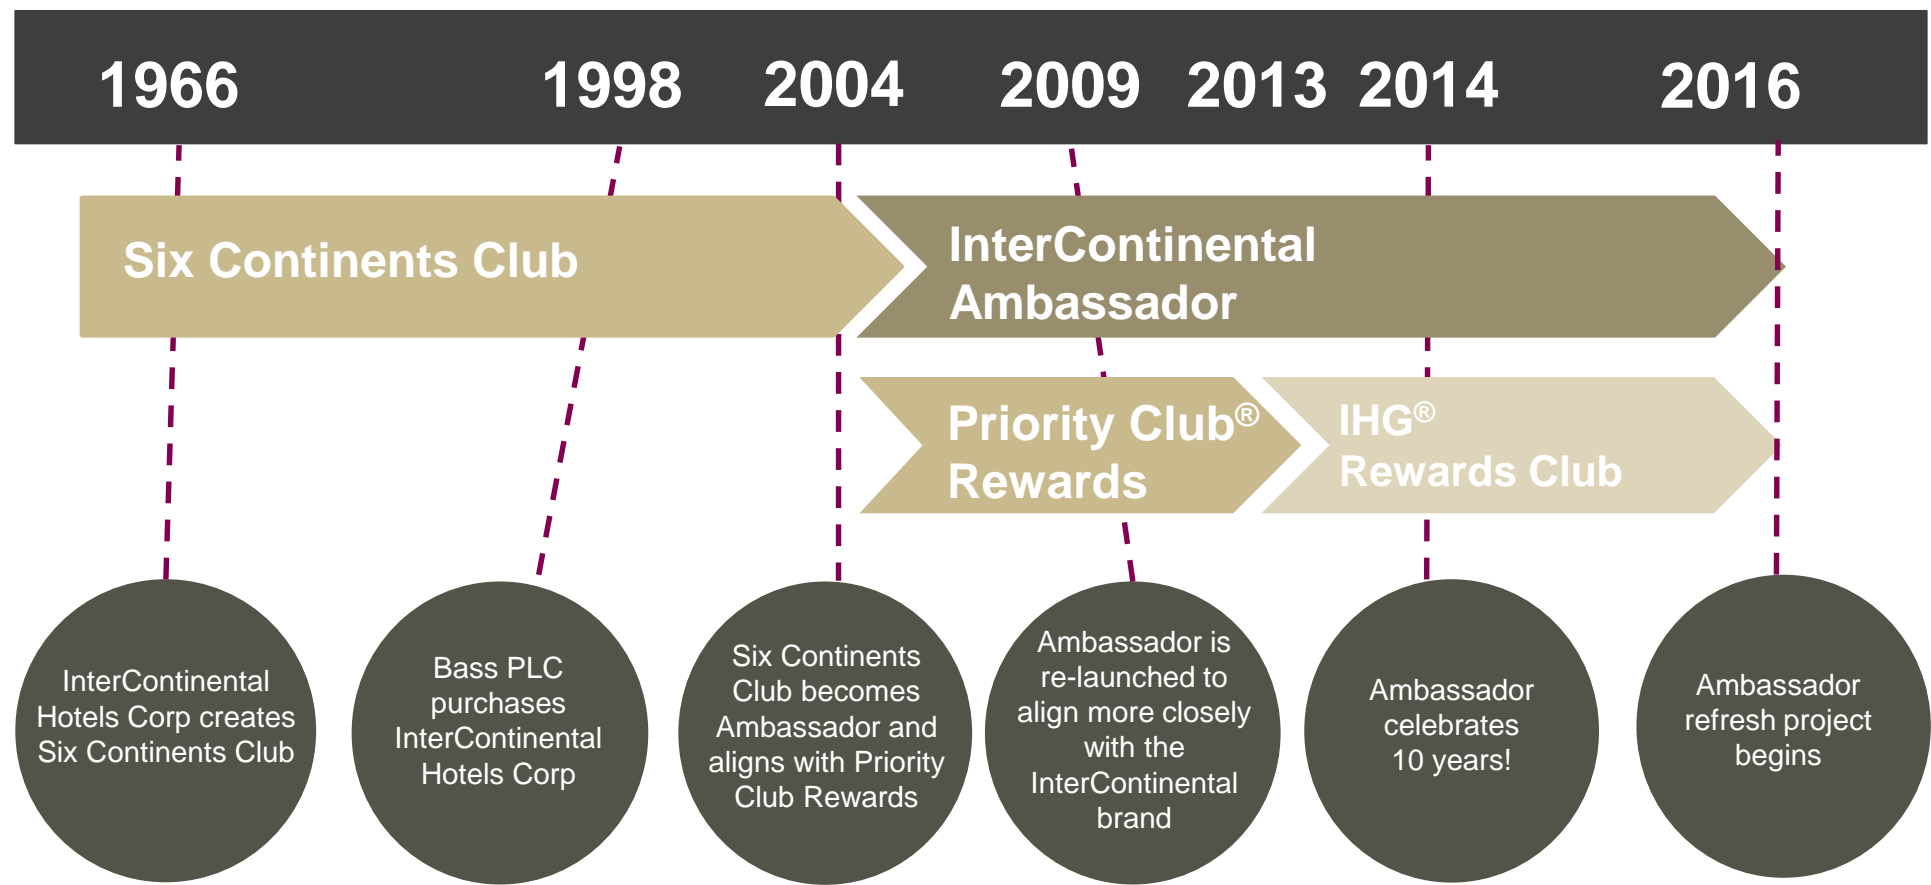 1966 1998 2004 2009 2013 2014 2016
Six Continents Club
InterContinental
Ambassador
Priority Club®
Rewards
IHG®
Rewards Club
InterContinental
Hotels Corp creates
Six Continents Club
Bass PLC
purchases
InterContinental
Hotels Corp
Six Continents
Club becomes
Ambassador and
aligns with Priority
Club Rewards
Ambassador is
re-launched to
align more closely
with the
InterContinental
brand
Ambassador
celebrates
10 years!
Ambassador
refresh project
begins